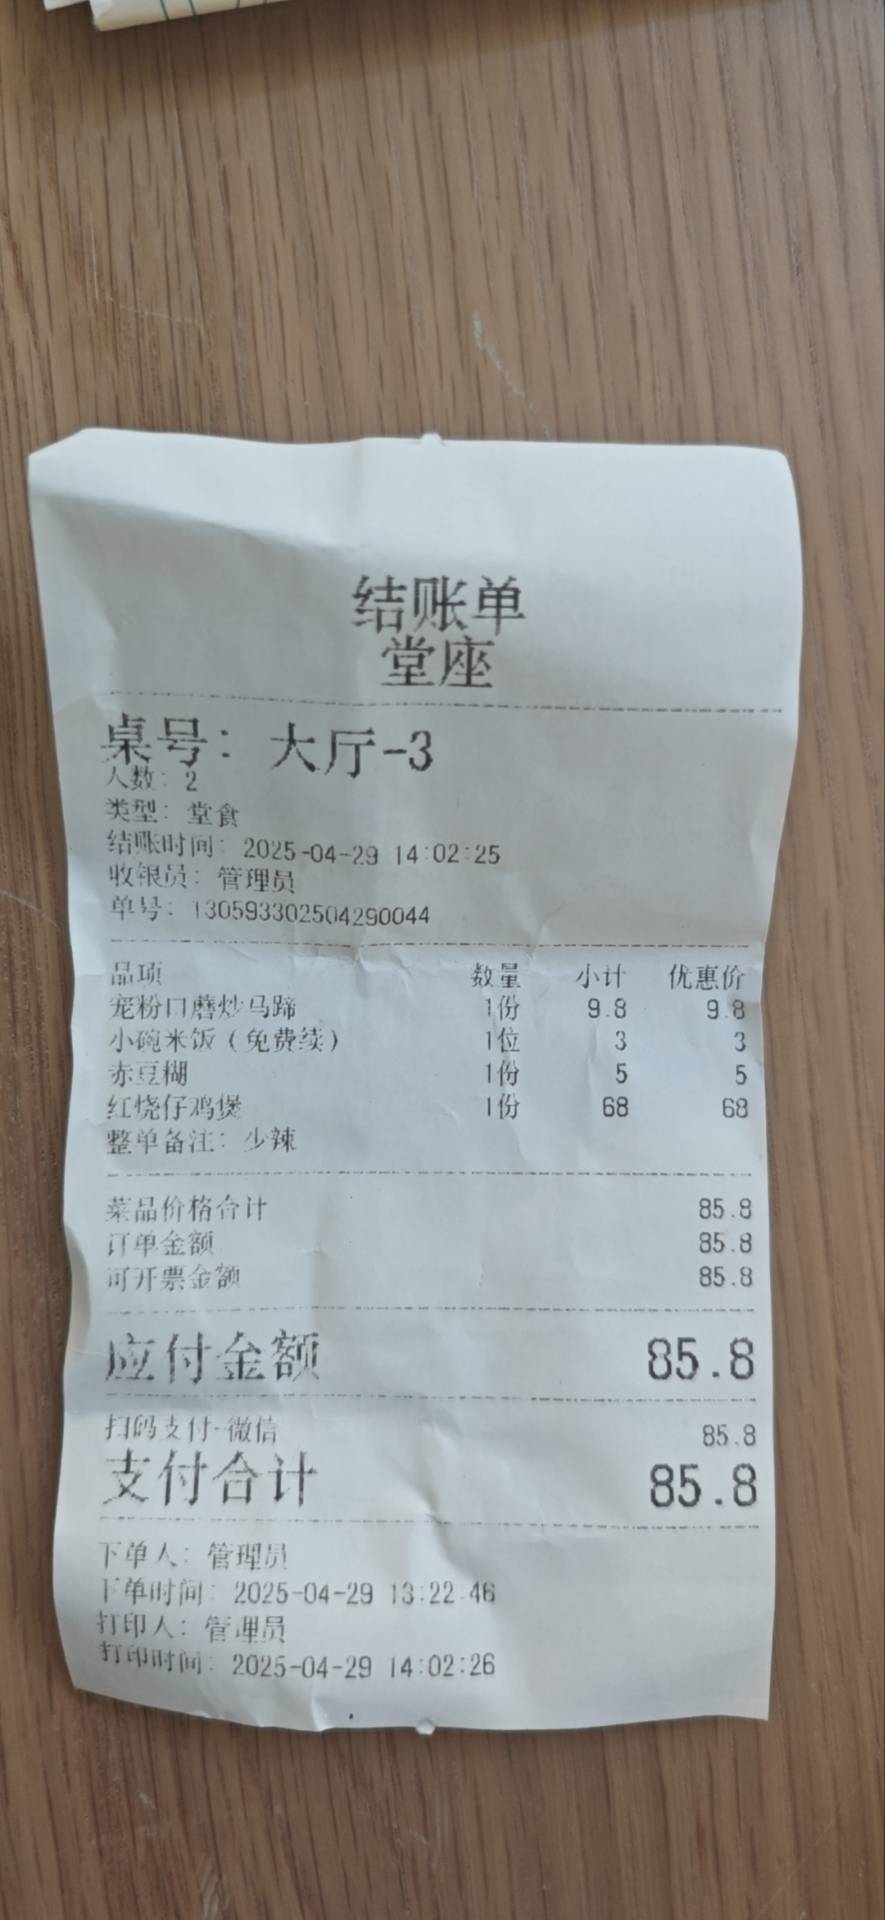 结账单
堂座
桌号: 大厅-3
人数: 2
类型: 堂食
结账时间: 2025-04-29 14:02:25
收银员: 管理员
单号: 130593302504290044
品项 数量 小计 优惠价
宠粉口蘑炒马蹄 1份 9.8 9.8
小碗米饭(免费续) 1位 3 3
赤豆糊 1份 5 5
红烧仔鸡煲 1份 68 68
整单备注: 少辣
菜品价格合计 85.8
订单金额 85.8
可开票金额 85.8
应付金额 85.8
扫码支付-微信 85.8
支付合计 85.8
下单人: 管理员
下单时间: 2025-04-29 13:22:46
打印人: 管理员
打印时间: 2025-04-29 14:02:26